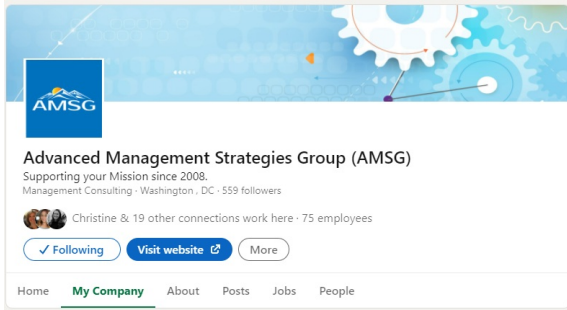 AMSG
Advanced Management Strategies Group (AMSG)
Supporting your Mission since 2008.
Management Consulting · Washington , DC · 559 followers
Christine & 19 other connections work here · 75 employees
✓ Following Visit website More
Home My Company About Posts Jobs People